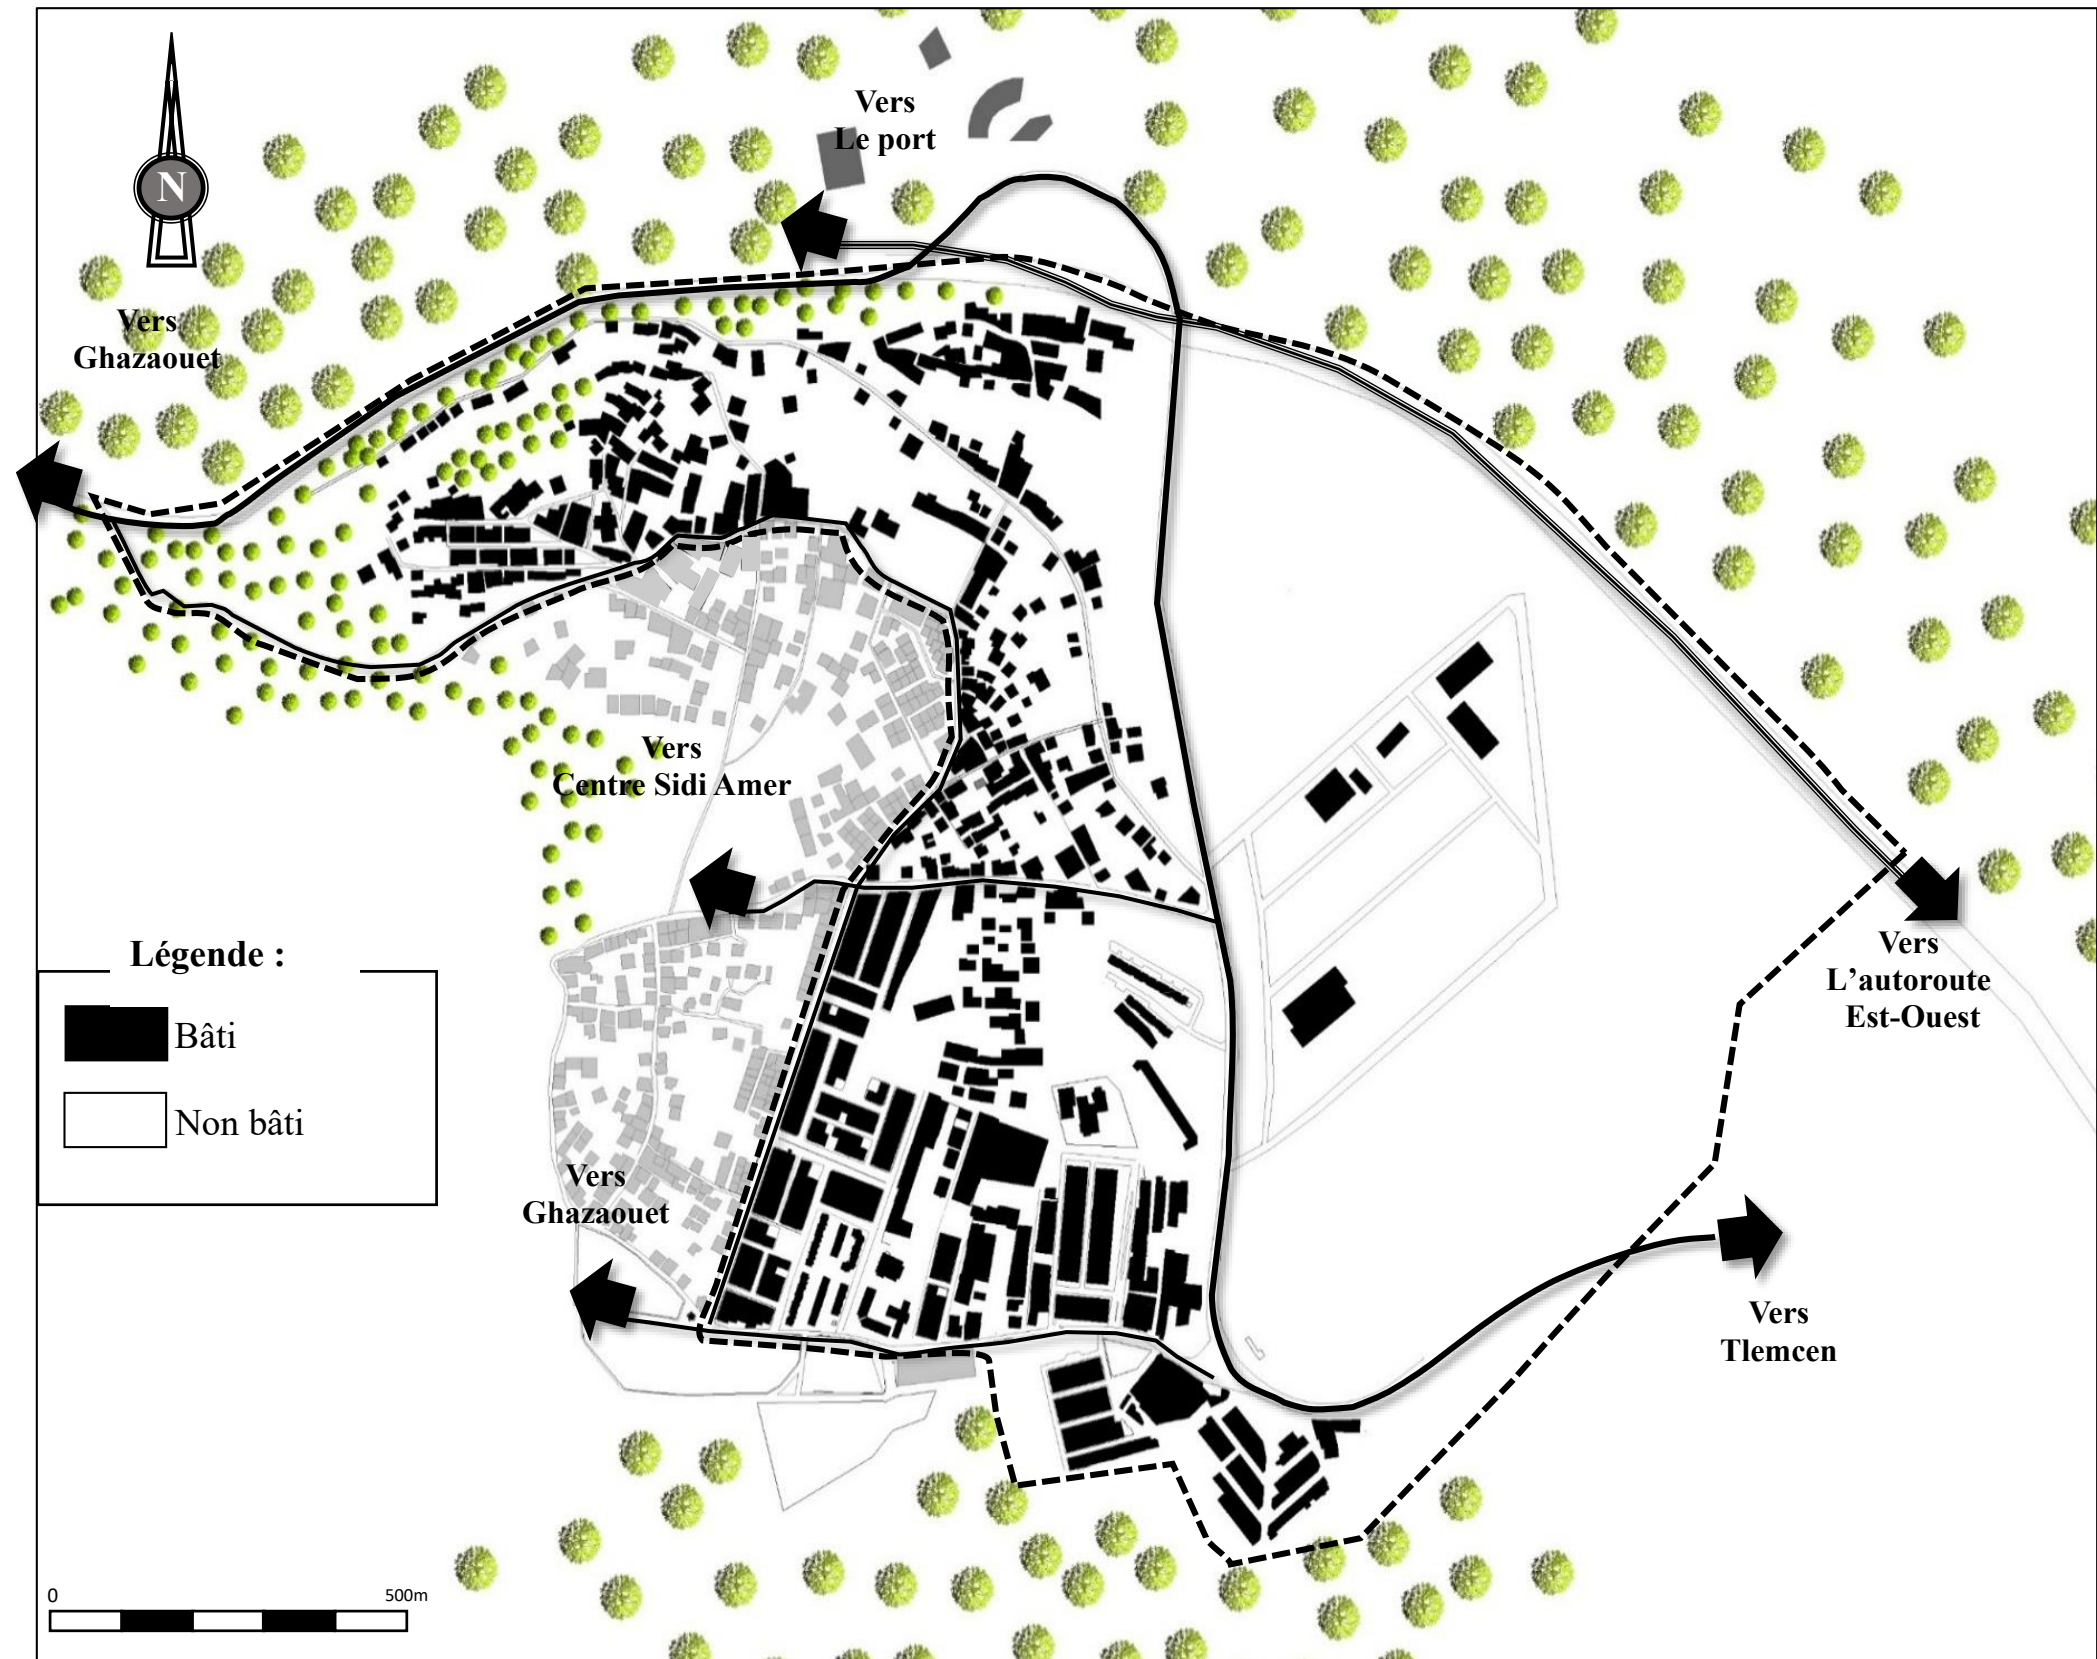 Vers
Le port
N
Vers
Ghazaouet
Vers
Centre Sidi Amer
Vers
L’autoroute
Est-Ouest
Légende :
Bâti
Non bâti
Vers
Ghazaouet
Vers
Tlemcen
0 500m